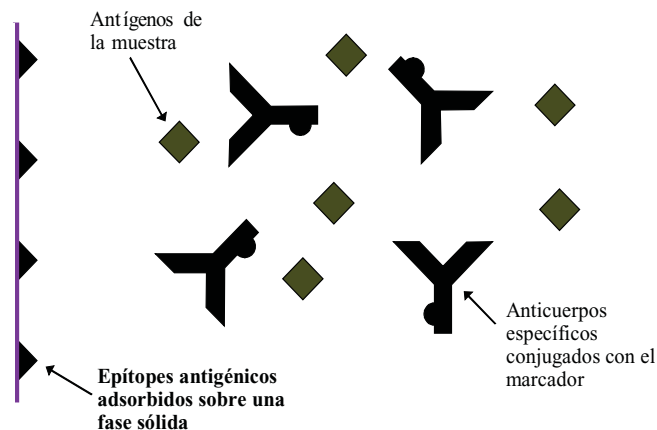 Antígenos de
la muestra
Anticuerpos
específicos
conjugados con el
marcador
Epítopes antigénicos
adsorbidos sobre una
fase sólida